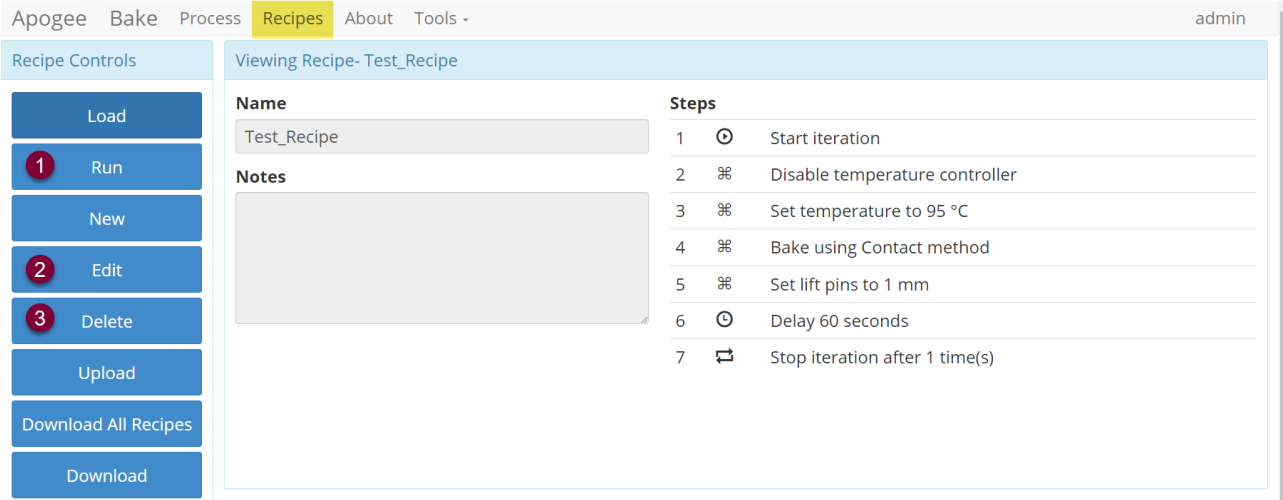 Apogee Bake Process Recipes About Tools admin
Recipe Controls
Load
1 Run
New
2 Edit
3 Delete
Upload
Download All Recipes
Download
Viewing Recipe- Test_Recipe
Name
Test_Recipe
Notes
Steps
1 Start iteration
2 ⌘ Disable temperature controller
3 ⌘ Set temperature to 95 °C
4 ⌘ Bake using Contact method
5 ⌘ Set lift pins to 1 mm
6 Delay 60 seconds
7 Stop iteration after 1 time(s)